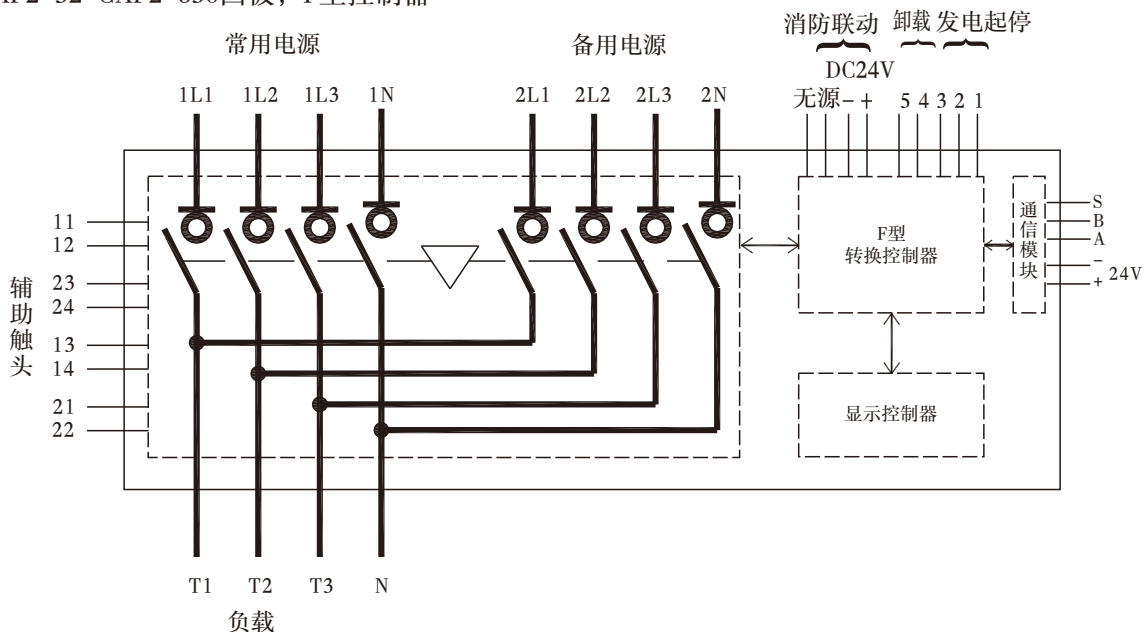 消防联动 卸载 发电起停
常用电源 备用电源
DC24V
1L1 1L2 1L3 1N 2L1 2L2 2L3 2N 无源 - + 5 4 3 2 1
11
12
23
24
13
14
21
22
辅助触头
F型
转换控制器
显示控制器
通信模块
S
B
A
-
+
24V
T1 T2 T3 N
负载